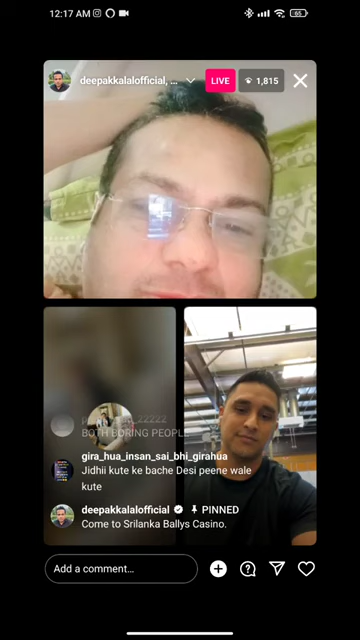 12:17 AM
65
deepakkalalofficial, ...
LIVE
1,815
BOTH BORING PEOPLE
gira_hua_insan_sai_bhi_girahua
Jidhii kute ke bache Desi peene wale
kute
deepakkalalofficial PINNED
Come to Srilanka Ballys Casino.
Add a comment...